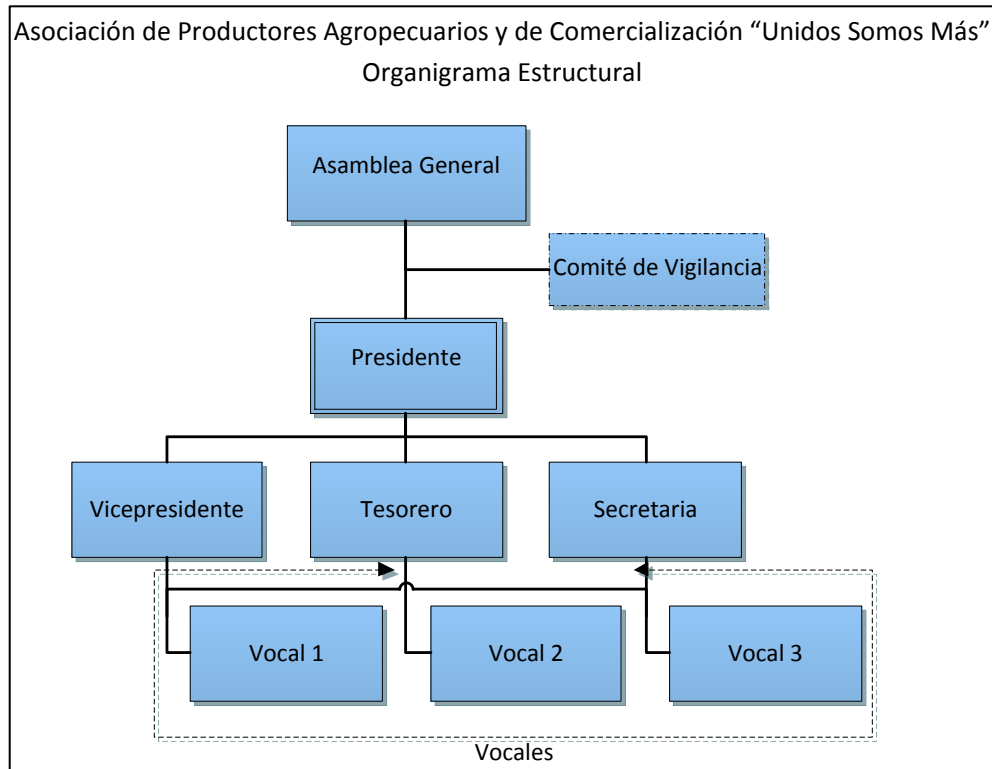 Asociación de Productores Agropecuarios y de Comercialización “Unidos Somos Más”
Organigrama Estructural
Asamblea General
Comité de Vigilancia
Presidente
Vicepresidente
Tesorero
Secretaria
Vocal 1
Vocal 2
Vocal 3
Vocales